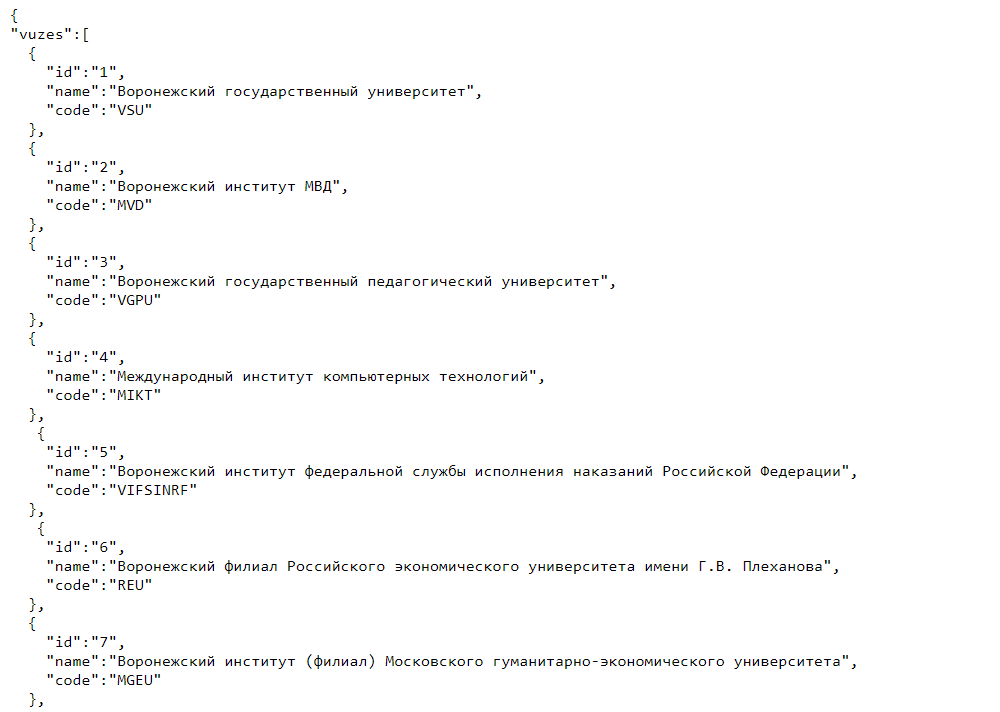 {
"vuzes":[
  {
    "id":"1",
    "name":"Воронежский государственный университет",
    "code":"VSU"
  },
  {
    "id":"2",
    "name":"Воронежский институт МВД",
    "code":"MVD"
  },
  {
    "id":"3",
    "name":"Воронежский государственный педагогический университет",
    "code":"VGPU"
  },
  {
    "id":"4",
    "name":"Международный институт компьютерных технологий",
    "code":"MIKT"
  },
   {
    "id":"5",
    "name":"Воронежский институт федеральной службы исполнения наказаний Российской Федерации",
    "code":"VIFSINRF"
  },
   {
    "id":"6",
    "name":"Воронежский филиал Российского экономического университета имени Г.В. Плеханова",
    "code":"REU"
  },
  {
    "id":"7",
    "name":"Воронежский институт (филиал) Московского гуманитарно-экономического университета",
    "code":"MGEU"
  },